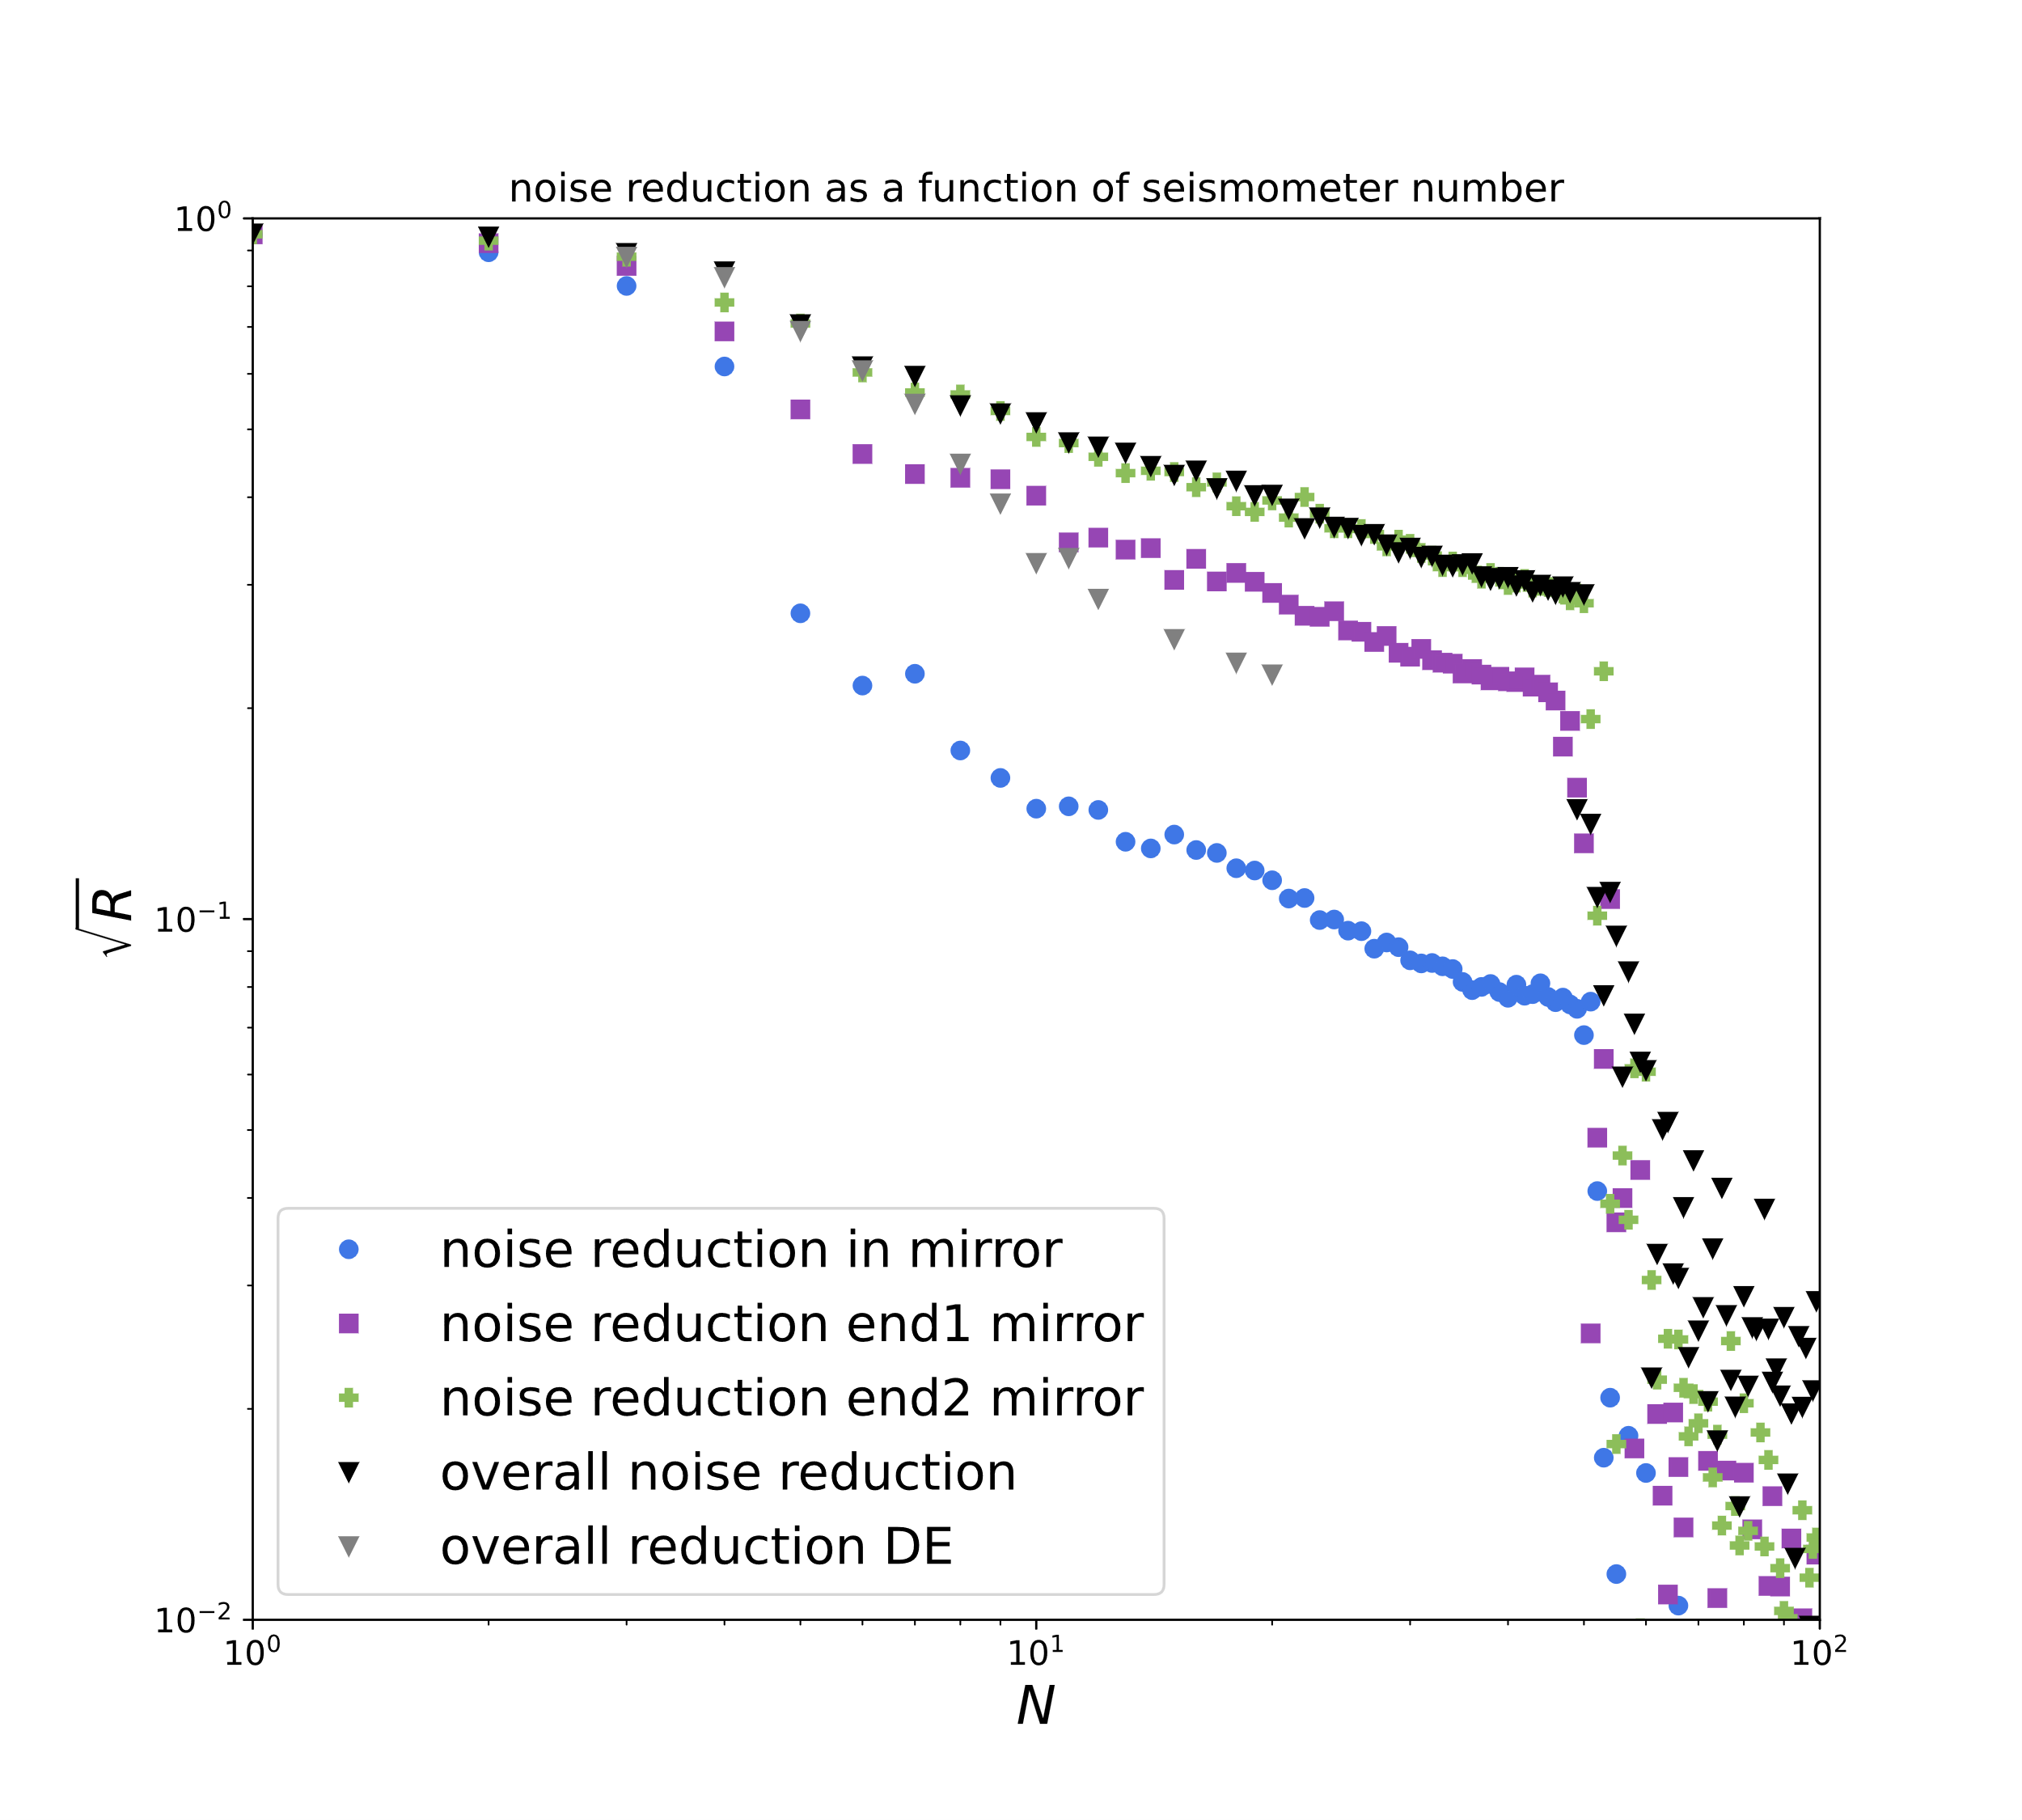 noise reduction as a function of seismometer number
10⁰
10⁻¹
10⁻²
√R
noise reduction in mirror
noise reduction end1 mirror
noise reduction end2 mirror
overall noise reduction
overall reduction DE
10⁰ 10¹ 10²
N